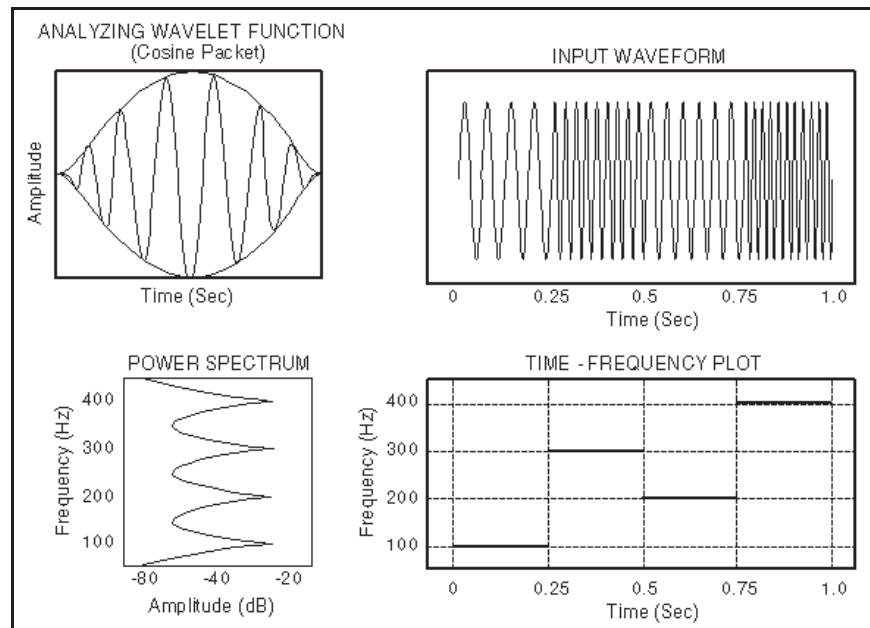 ANALYZING WAVELET FUNCTION
(Cosine Packet)
Amplitude
Time (Sec)
INPUT WAVEFORM
0 0.25 0.5 0.75 1.0
Time (Sec)
POWER SPECTRUM
Frequency (Hz)
400
300
200
100
-80 -40 -20
Amplitude (dB)
TIME - FREQUENCY PLOT
Frequency (Hz)
400
300
200
100
0 0.25 0.5 0.75 1.0
Time (Sec)